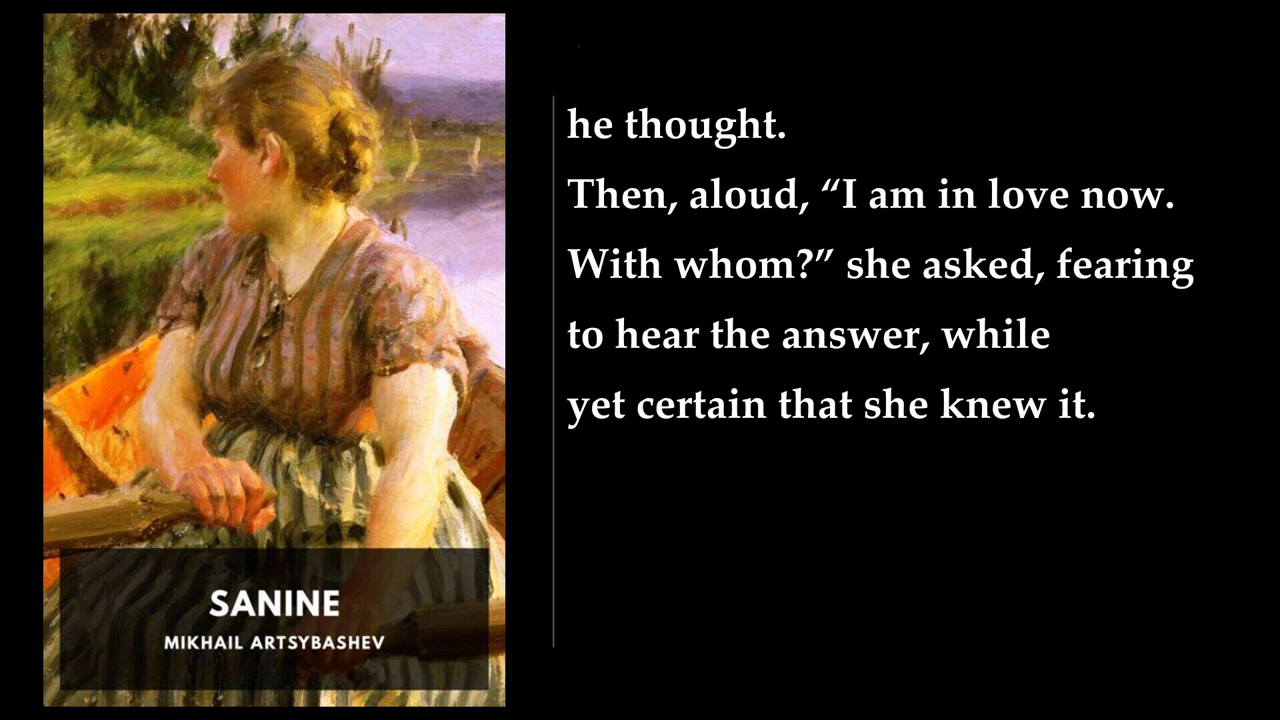 he thought.
Then, aloud, “I am in love now.
With whom?” she asked, fearing
to hear the answer, while
yet certain that she knew it.
SANINE
MIKHAIL ARTSYBASHEV